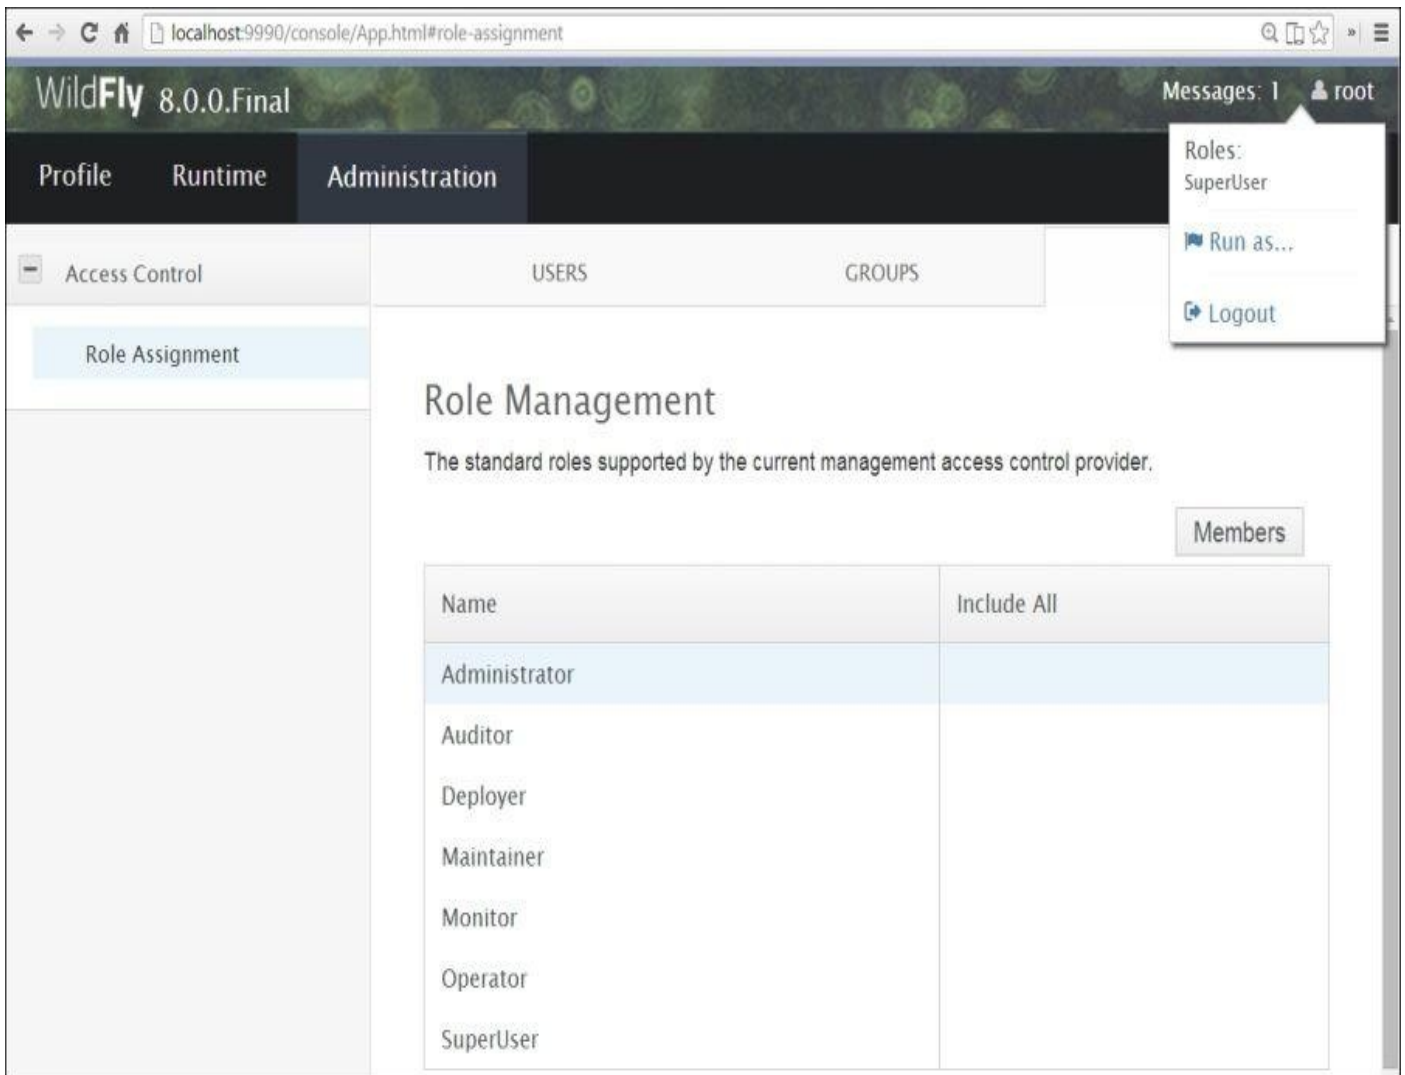 localhost:9990/console/App.html#role-assignment
WildFly 8.0.0.Final
Messages: 1 root
Profile Runtime Administration
Roles:
SuperUser
Run as...
Logout
Access Control
USERS GROUPS
Role Assignment
Role Management
The standard roles supported by the current management access control provider.
Members
Name Include All
Administrator
Auditor
Deployer
Maintainer
Monitor
Operator
SuperUser